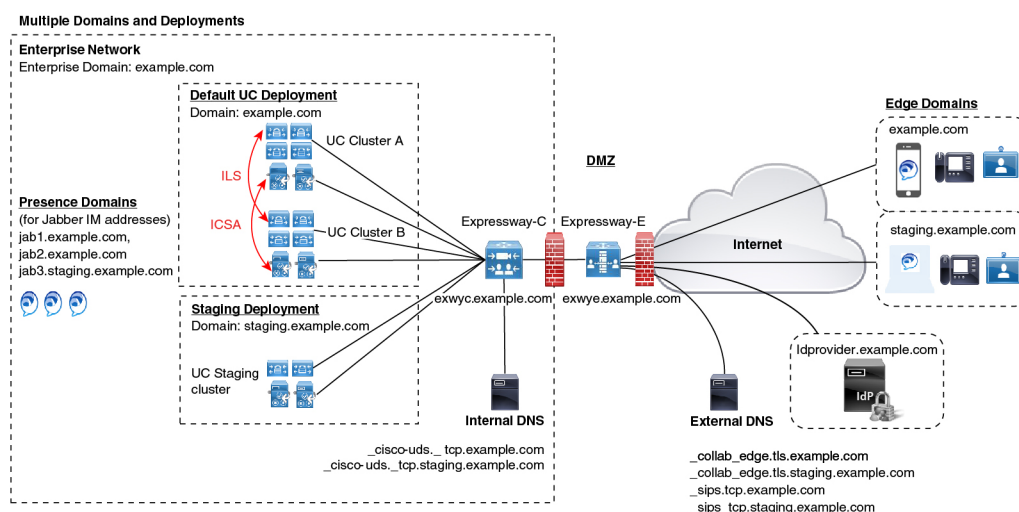 Multiple Domains and Deployments
Enterprise Network
Enterprise Domain: example.com
Default UC Deployment
Domain: example.com
UC Cluster A
ILS
ICSA
UC Cluster B
Presence Domains
(for Jabber IM addresses)
jab1.example.com,
jab2.example.com
jab3.staging.example.com
Staging Deployment
Domain: staging.example.com
UC Staging
cluster
Expressway-C
exwyc.example.com
Internal DNS
_cisco-uds._ tcp.example.com
_cisco-uds._tcp.staging.example.com
DMZ
Expressway-E
exwye.example.com
Internet
Edge Domains
example.com
staging.example.com
Idprovider.example.com
IdP
External DNS
_collab_edge.tls.example.com
_collab_edge.tls.staging.example.com
_sips.tcp.example.com
_sips_tcp.staging.example.com